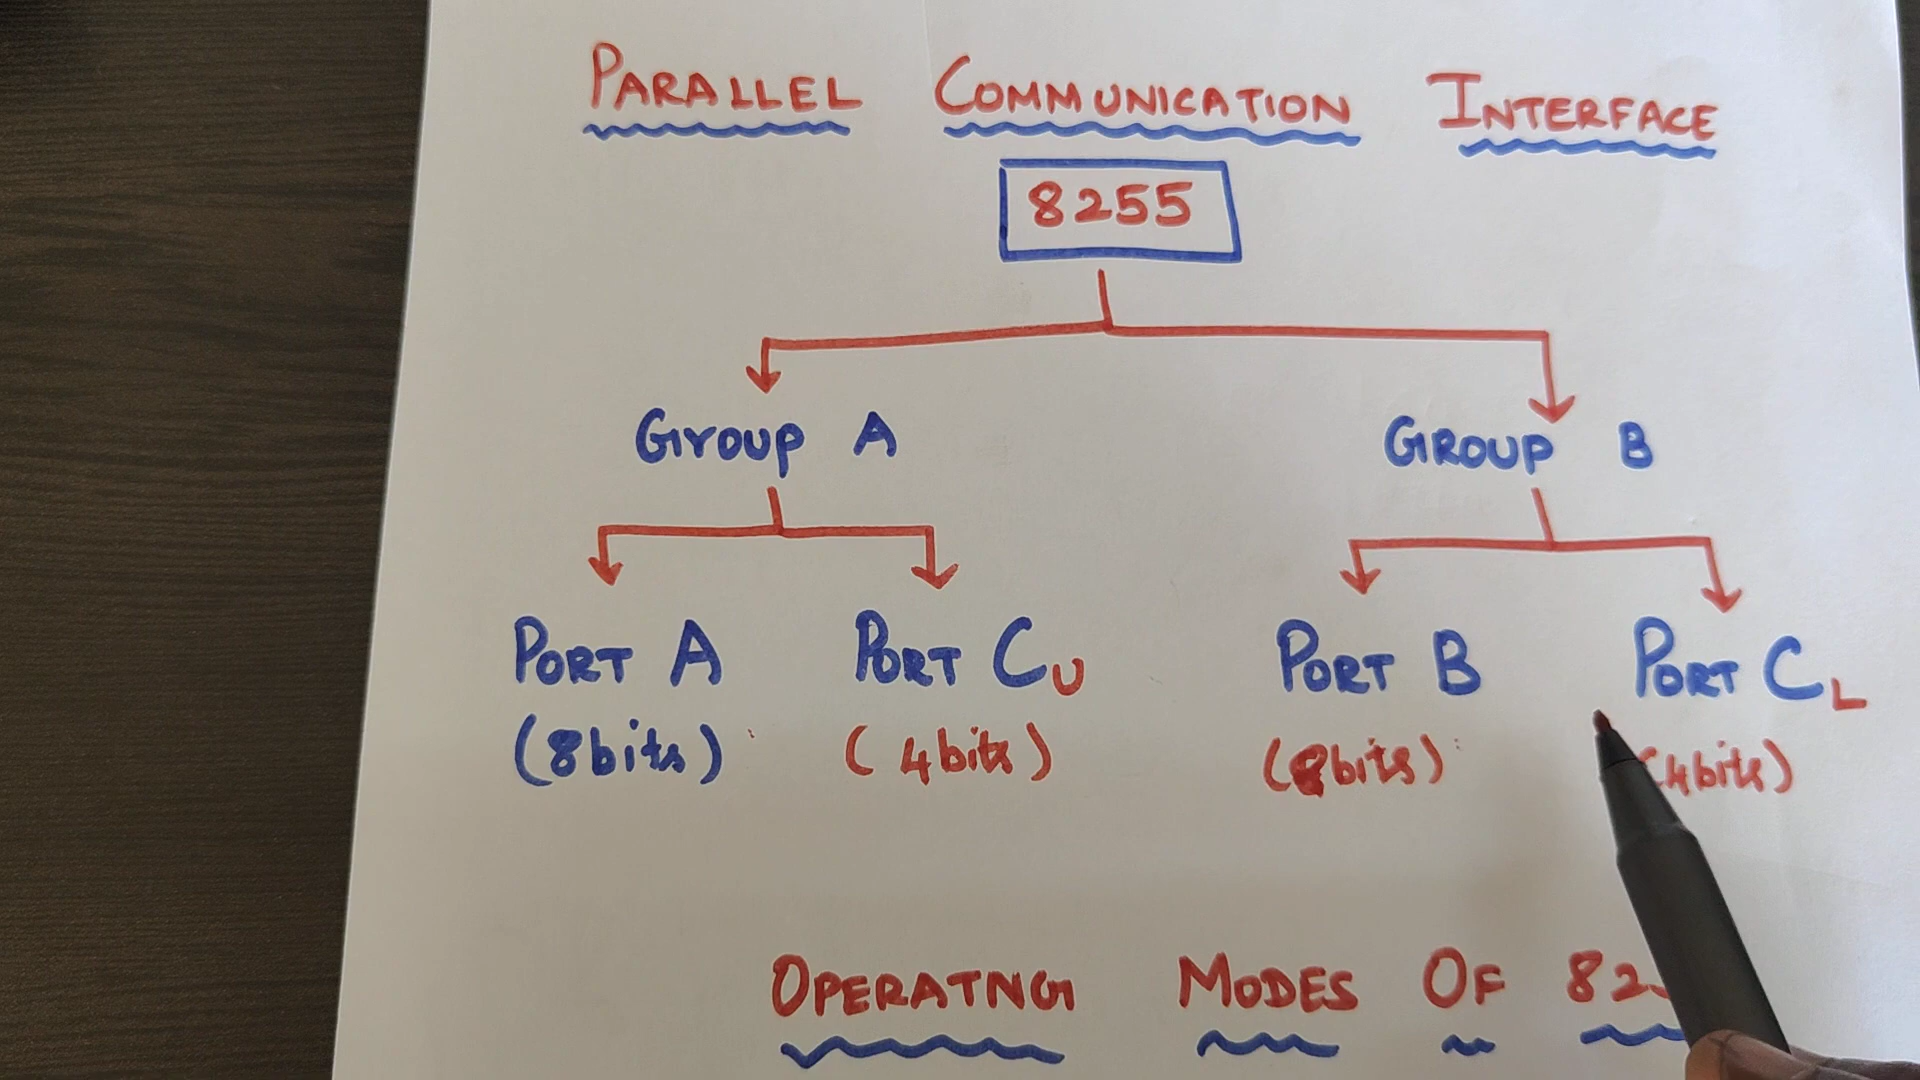 PARALLEL COMMUNICATION INTERFACE
8255
Group A GROUP B
PORT A PORT CU PORT B PORT CL
(8bits) (4bits) (8bits) (4bits)
OPERATNG MODES OF